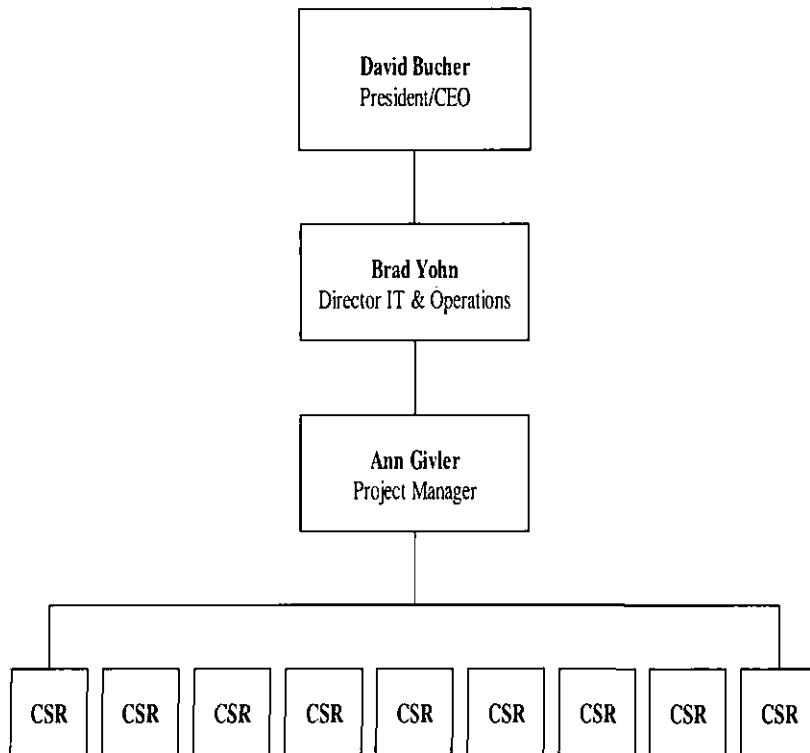 David Bucher
President/CEO
Brad Yohn
Director IT & Operations
Ann Givler
Project Manager
CSR CSR CSR CSR CSR CSR CSR CSR CSR